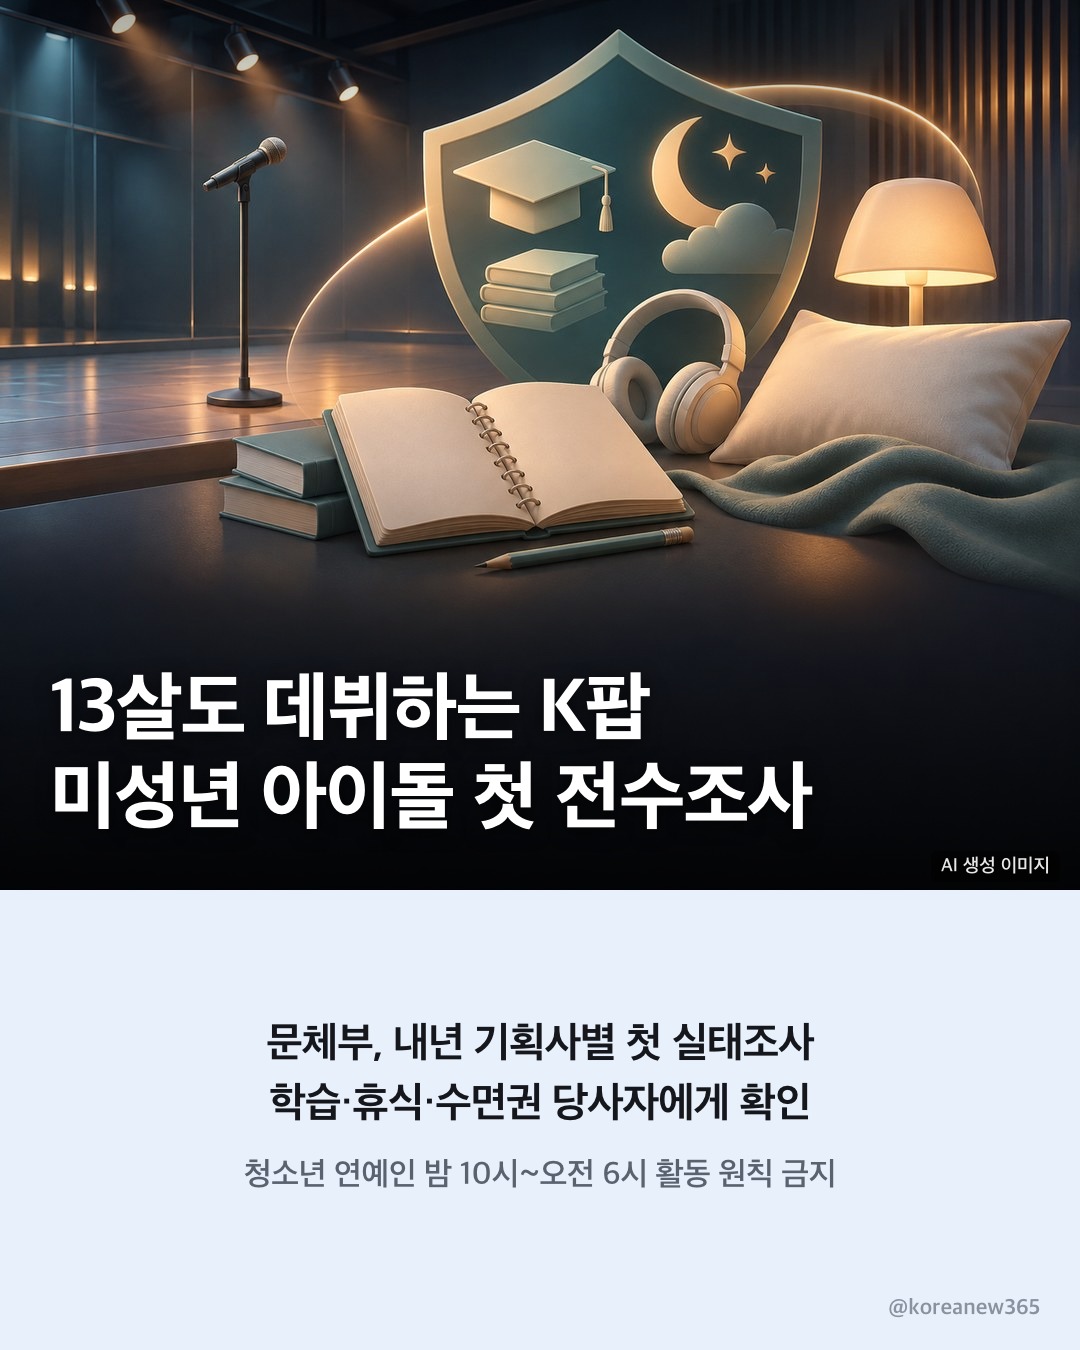 13살도 데뷔하는 K팝
미성년 아이돌 첫 전수조사
AI 생성 이미지
문체부, 내년 기획사별 첫 실태조사
학습·휴식·수면권 당사자에게 확인
청소년 연예인 밤 10시~오전 6시 활동 원칙 금지
@koreanew365